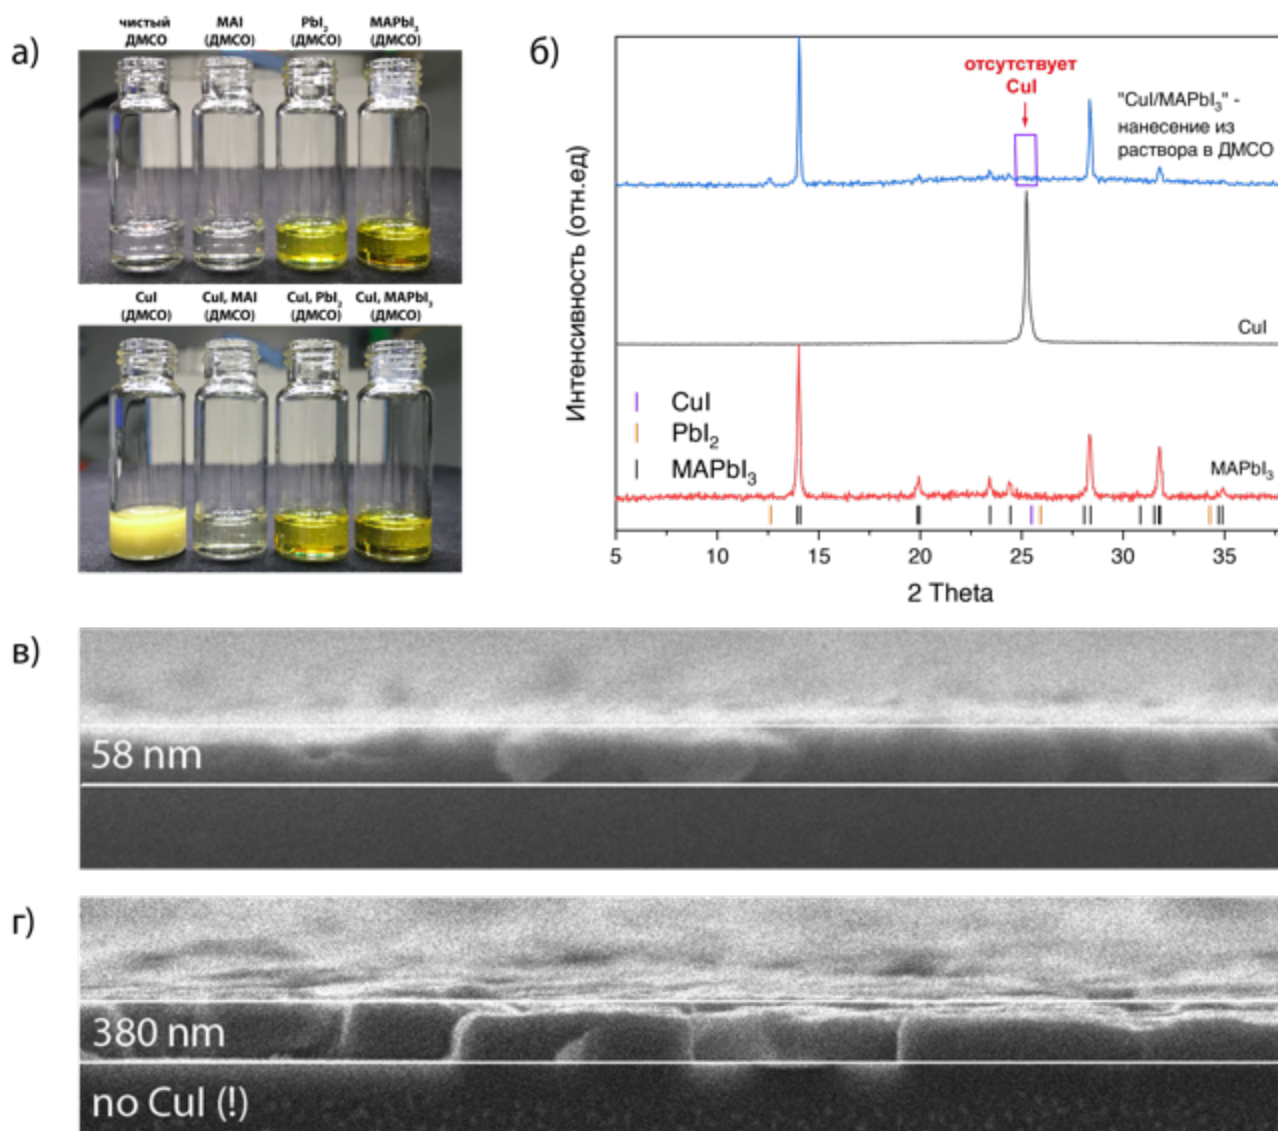 а)
чистый MAI PbI₂ MAPbI₃
ДМСО (ДМСО) (ДМСО) (ДМСО)
CuI CuI, MAI CuI, PbI₂ CuI, MAPbI₃
(ДМСО) (ДМСО) (ДМСО) (ДМСО)
б)
отсутствует
CuI
"CuI/MAPbI₃" -
нанесение из
раствора в ДМСО
CuI
CuI
PbI₂
MAPbI₃
MAPbI₃
Интенсивность (отн.ед)
5 10 15 20 25 30 35
2 Theta
в)
58 nm
г)
380 nm
no CuI (!)